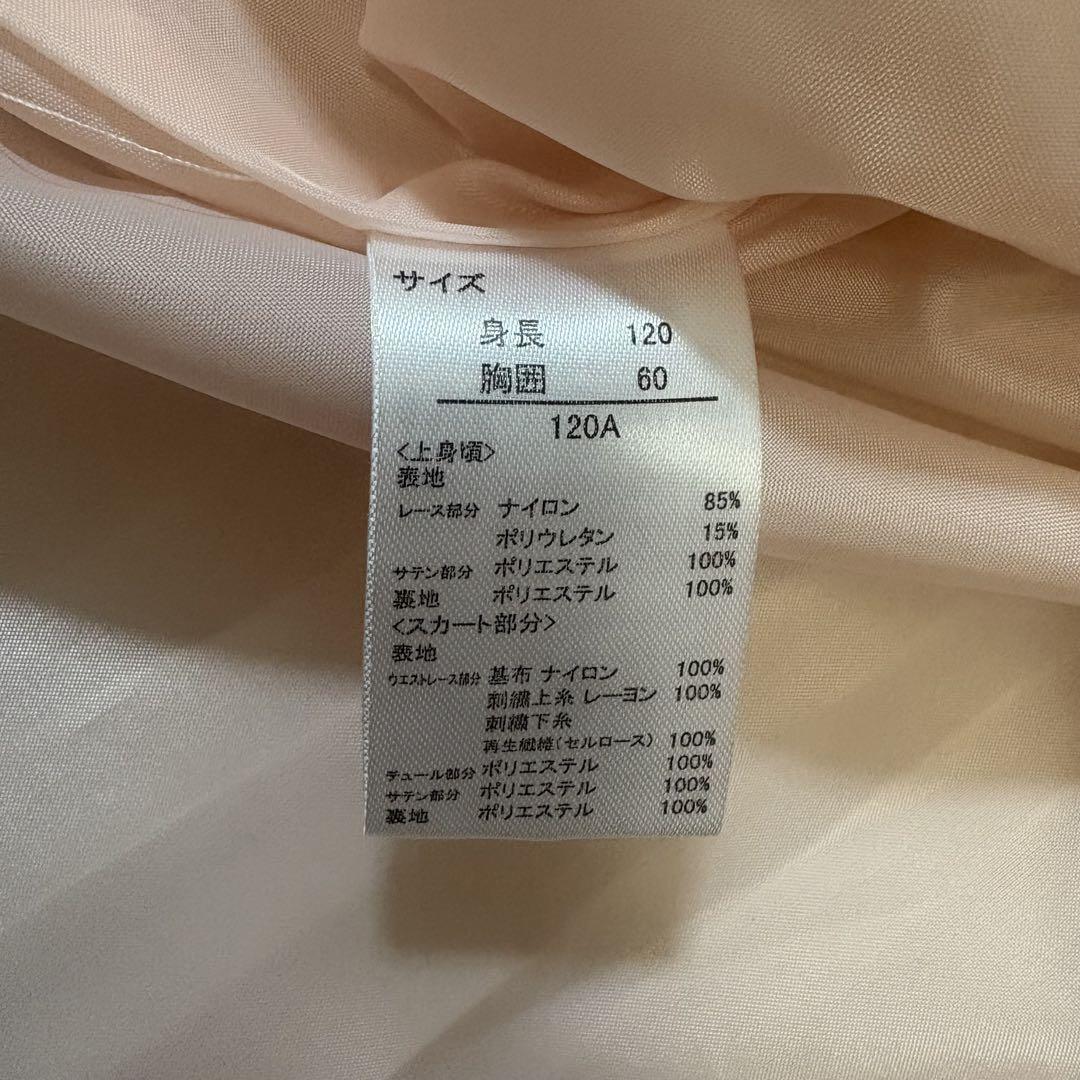 サイズ
身長 120
胸囲 60
120A
<上身頃>
表地
レース部分 ナイロン 85%
ポリウレタン 15%
サテン部分 ポリエステル 100%
裏地 ポリエステル 100%
<スカート部分>
表地
ウエストレース部分 基布 ナイロン 100%
刺繍上糸 レーヨン 100%
刺繍下糸
再生繊維(セルロース) 100%
チュール部分 ポリエステル 100%
サテン部分 ポリエステル 100%
裏地 ポリエステル 100%